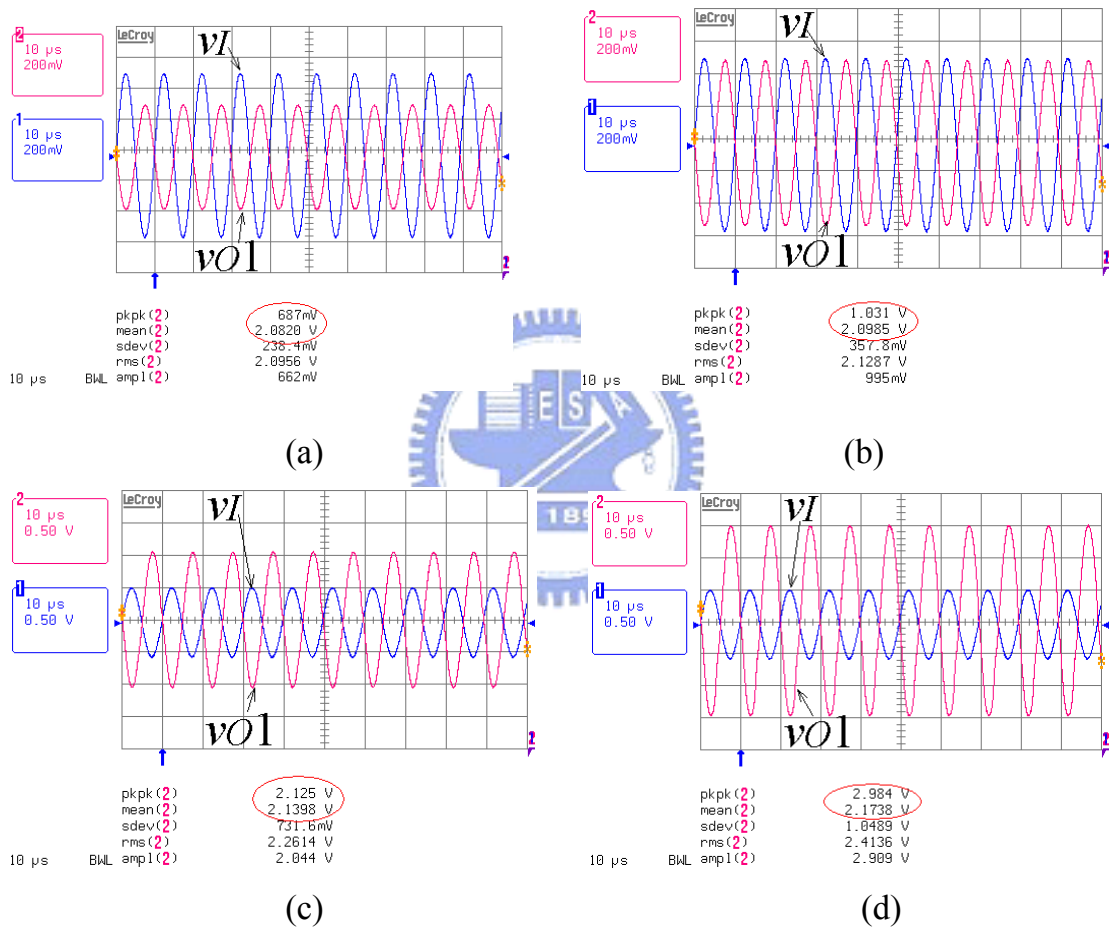 2
10 µs
200mV
1
10 µs
200mV
LeCroy
vI
vO1
pkpk(2) 687mV
mean(2) 2.0820 V
sdev(2) 238.4mV
rms(2) 2.0956 V
ampl(2) 662mV
10 µs BWL
(a)
2
10 µs
200mV
1
10 µs
200mV
LeCroy
vI
vO1
pkpk(2) 1.031 V
mean(2) 2.0985 V
sdev(2) 357.8mV
rms(2) 2.1287 V
ampl(2) 995mV
10 µs BWL
(b)
E S A
189
2
10 µs
0.50 V
1
10 µs
0.50 V
LeCroy
vI
vO1
pkpk(2) 2.125 V
mean(2) 2.1398 V
sdev(2) 731.6mV
rms(2) 2.2614 V
ampl(2) 2.044 V
10 µs BWL
(c)
2
10 µs
0.50 V
1
10 µs
0.50 V
LeCroy
vI
vO1
pkpk(2) 2.984 V
mean(2) 2.1738 V
sdev(2) 1.0489 V
rms(2) 2.4136 V
ampl(2) 2.909 V
10 µs BWL
(d)